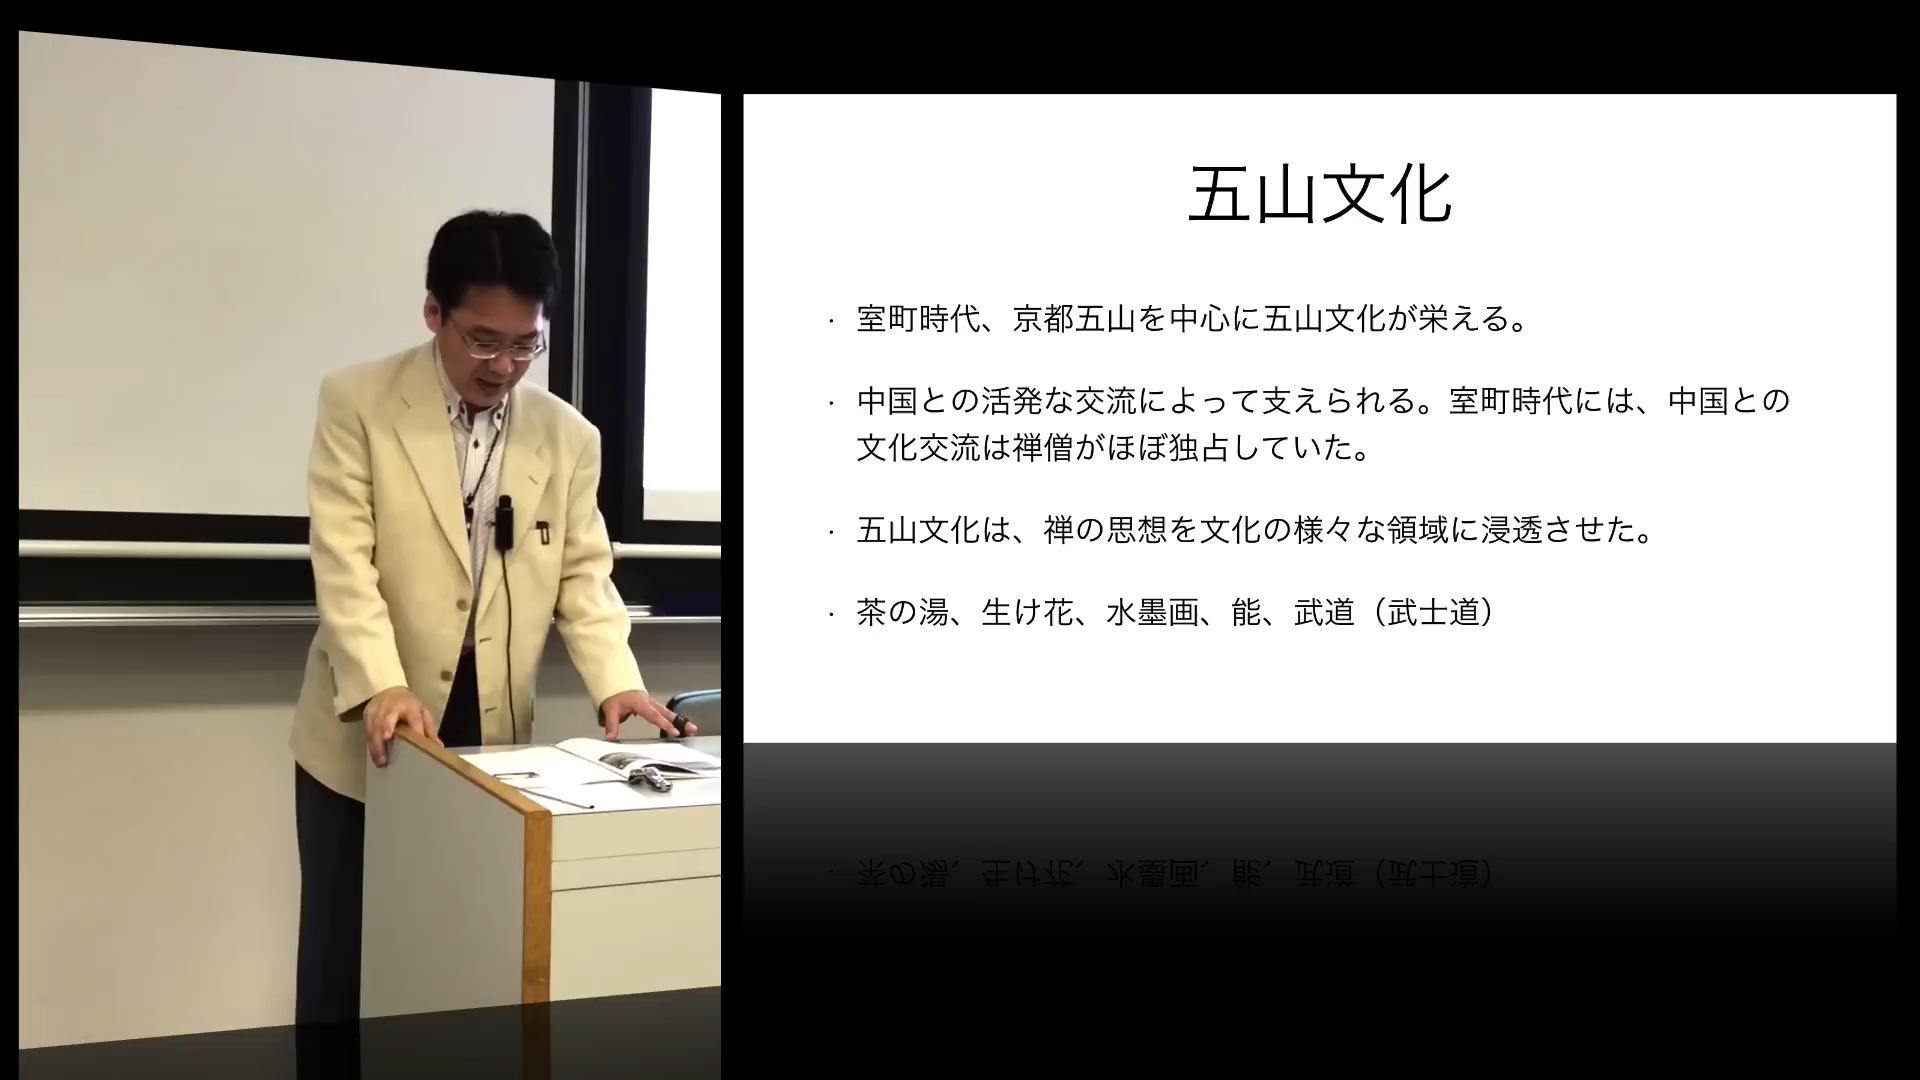 五山文化
· 室町時代、京都五山を中心に五山文化が栄える。
· 中国との活発な交流によって支えられる。室町時代には、中国との
文化交流は禅僧がほぼ独占していた。
· 五山文化は、禅の思想を文化の様々な領域に浸透させた。
· 茶の湯、生け花、水墨画、能、武道（武士道）